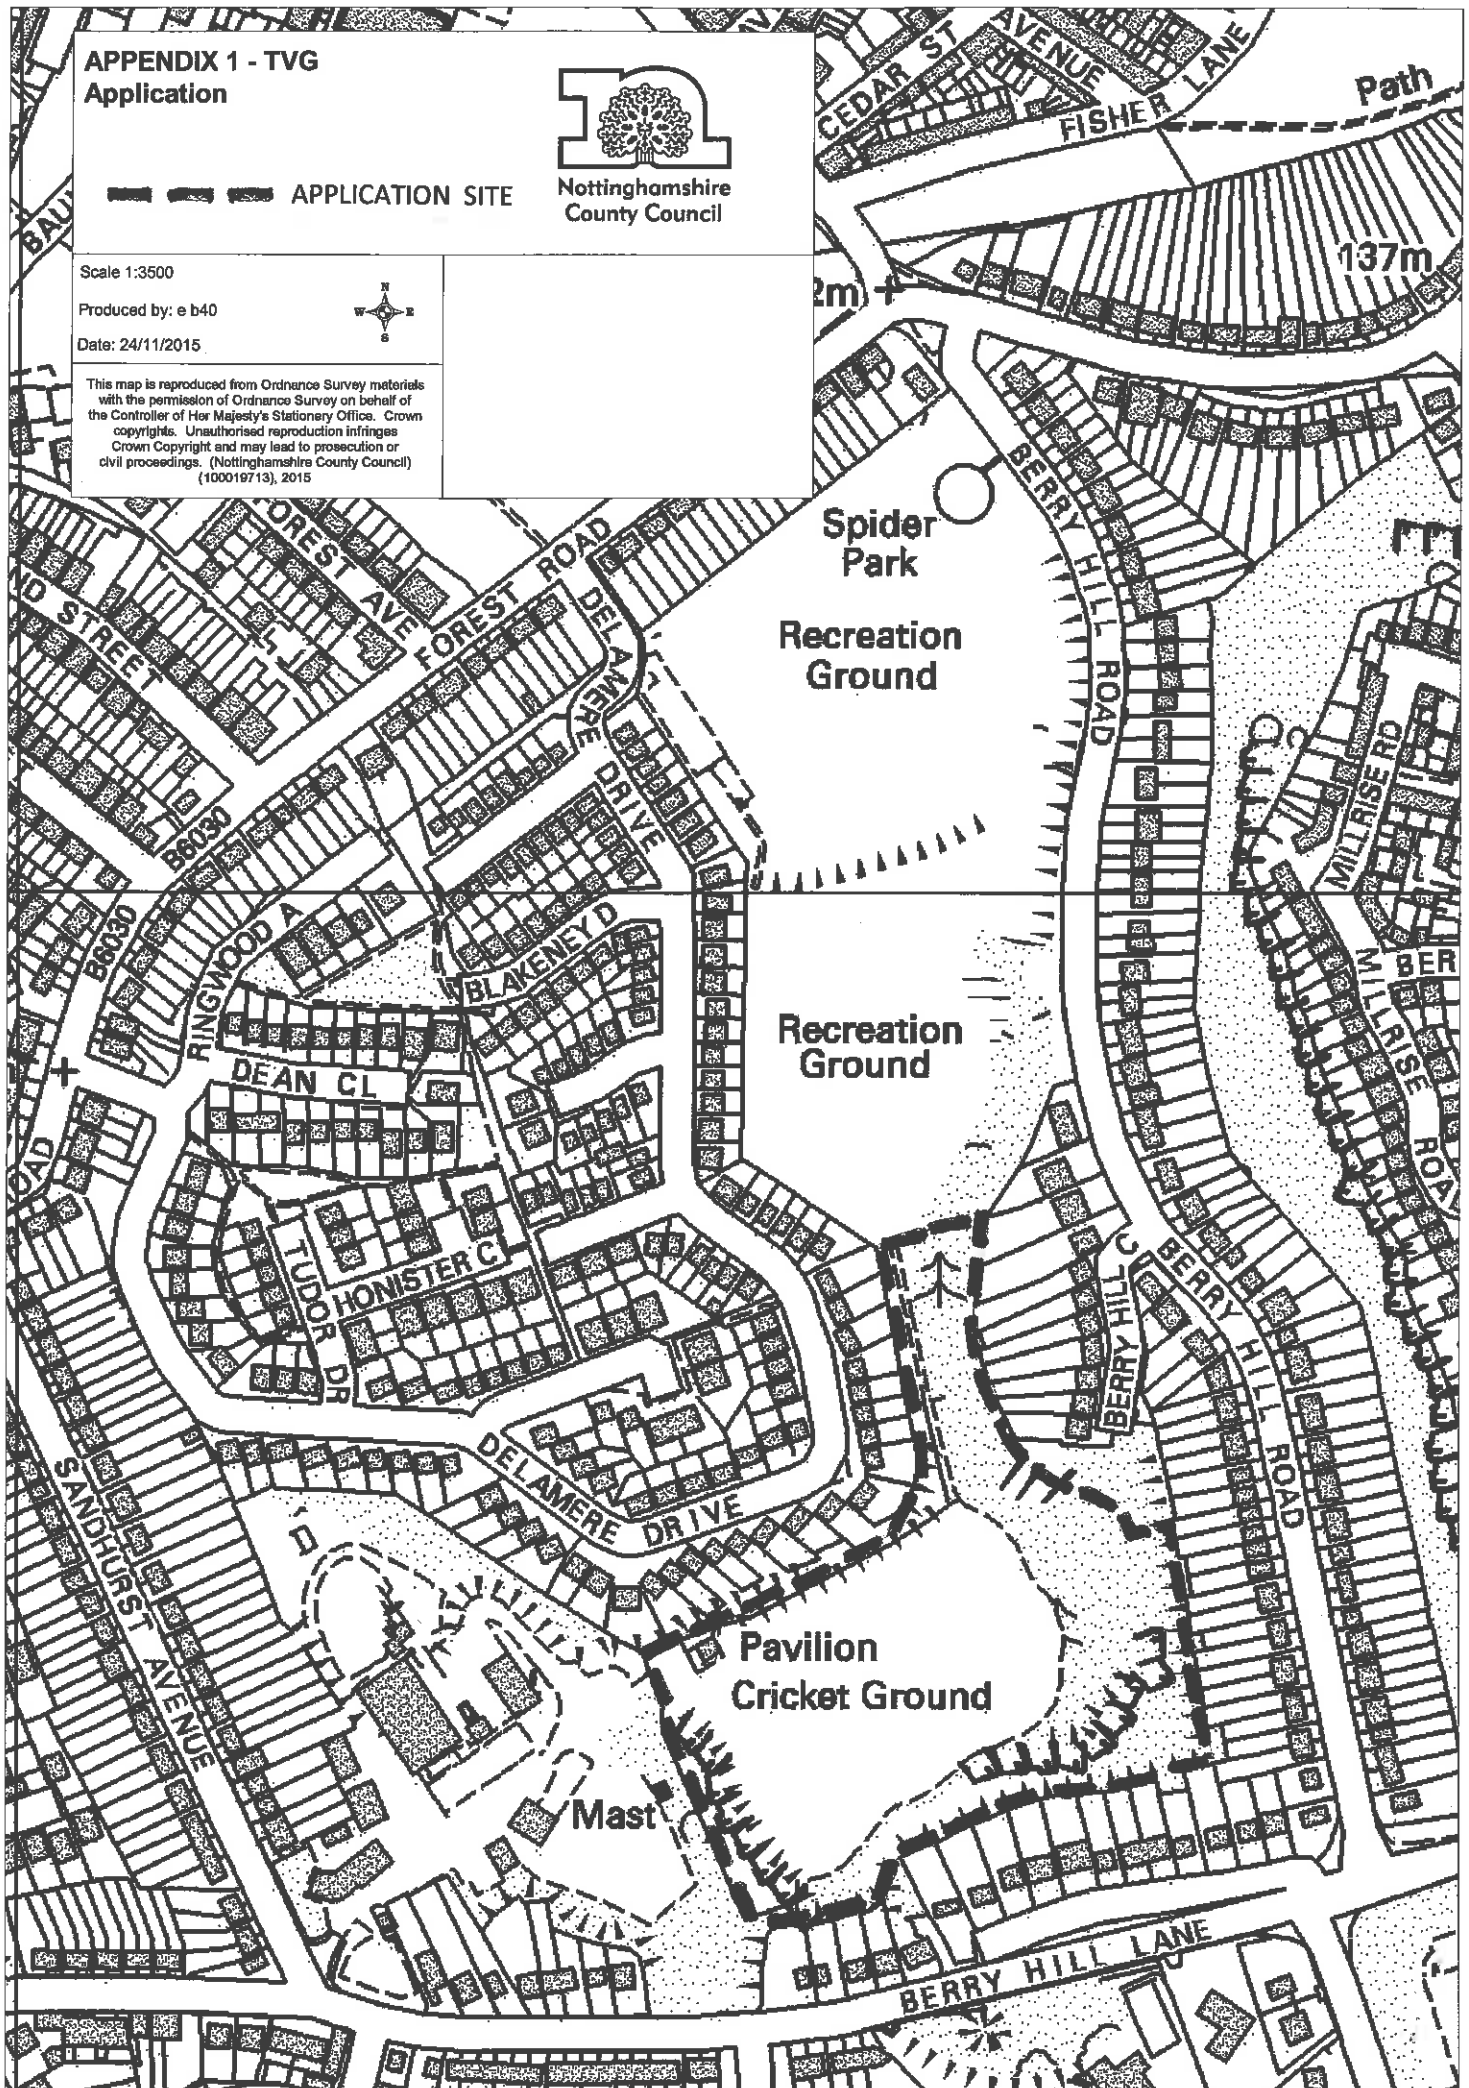 APPENDIX 1 - TVG
Application
APPLICATION SITE
Nottinghamshire
County Council
Scale 1:3500
N
W E
S
Produced by: e b40
Date: 24/11/2015
This map is reproduced from Ordnance Survey materials
with the permission of Ordnance Survey on behalf of
the Controller of Her Majesty's Stationery Office. Crown
copyrights. Unauthorised reproduction infringes
Crown Copyright and may lead to prosecution or
civil proceedings. (Nottinghamshire County Council)
(100019713), 2015
CEDAR ST
AVENUE
FISHER LANE
Path
BAU
137m
2m
BERRY HILL ROAD
Spider
Park
Recreation
Ground
FOREST AVE
FOREST ROAD
ND STREET
DELAMERE DRIVE
B6030
MILLRISE RD
B6030
RINGWOOD A
BLAKENEY D
BER
MILLRISE ROA
Recreation
Ground
DEAN CL
OAD
TUDOR DR
HONISTER C
BERRY HILL C
BERRY HILL ROAD
DELAMERE DRIVE
SANDHURST AVENUE
Pavilion
Cricket Ground
Mast
BERRY HILL LANE